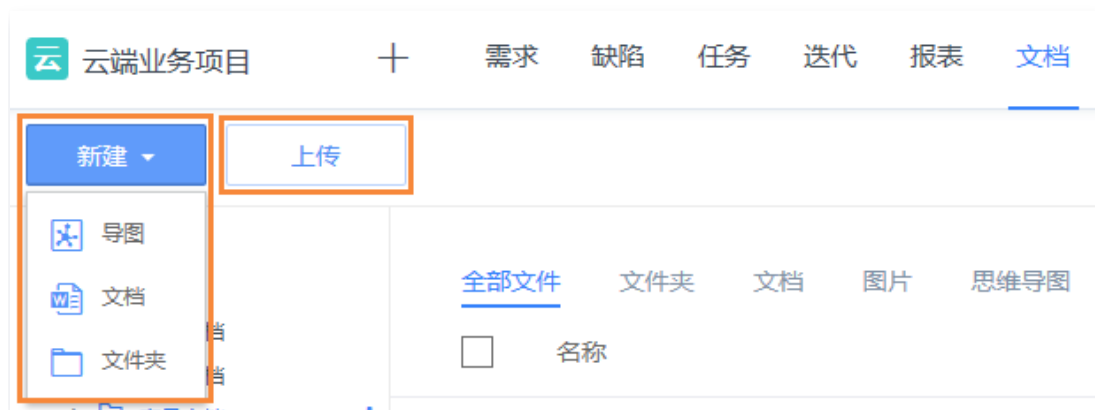 云 云端业务项目 需求 缺陷 任务 迭代 报表 文档
新建 上传
导图
文档
文件夹
档
档
全部文件 文件夹 文档 图片 思维导图
名称